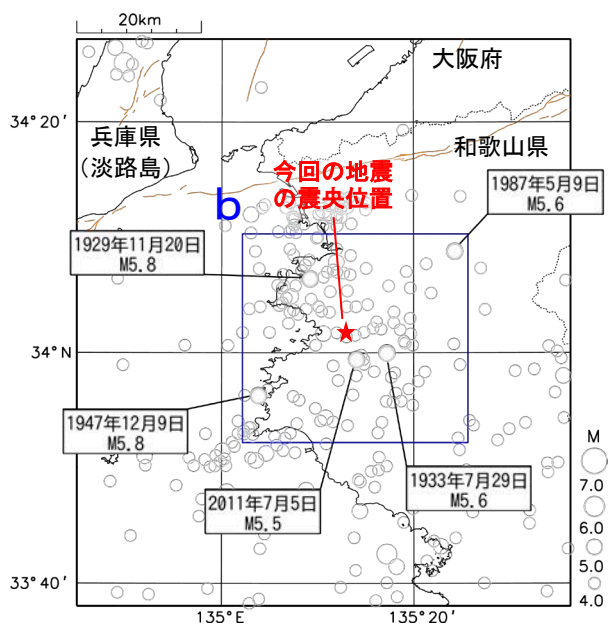 20km
大阪府
34°20′
兵庫県
(淡路島)
和歌山県
今回の地震
の震央位置
1987年5月9日
M5.6
b
1929年11月20日
M5.8
34°N
1947年12月9日
M5.8
M
7.0
6.0
5.0
4.0
2011年7月5日
M5.5
1933年7月29日
M5.6
33°40′
135°E
135°20′